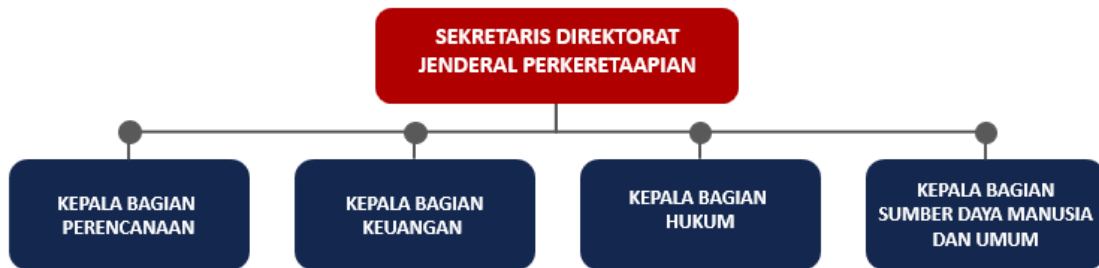 SEKRETARIS DIREKTORAT
JENDERAL PERKERETAAPIAN
KEPALA BAGIAN
PERENCANAAN
KEPALA BAGIAN
KEUANGAN
KEPALA BAGIAN
HUKUM
KEPALA BAGIAN
SUMBER DAYA MANUSIA
DAN UMUM